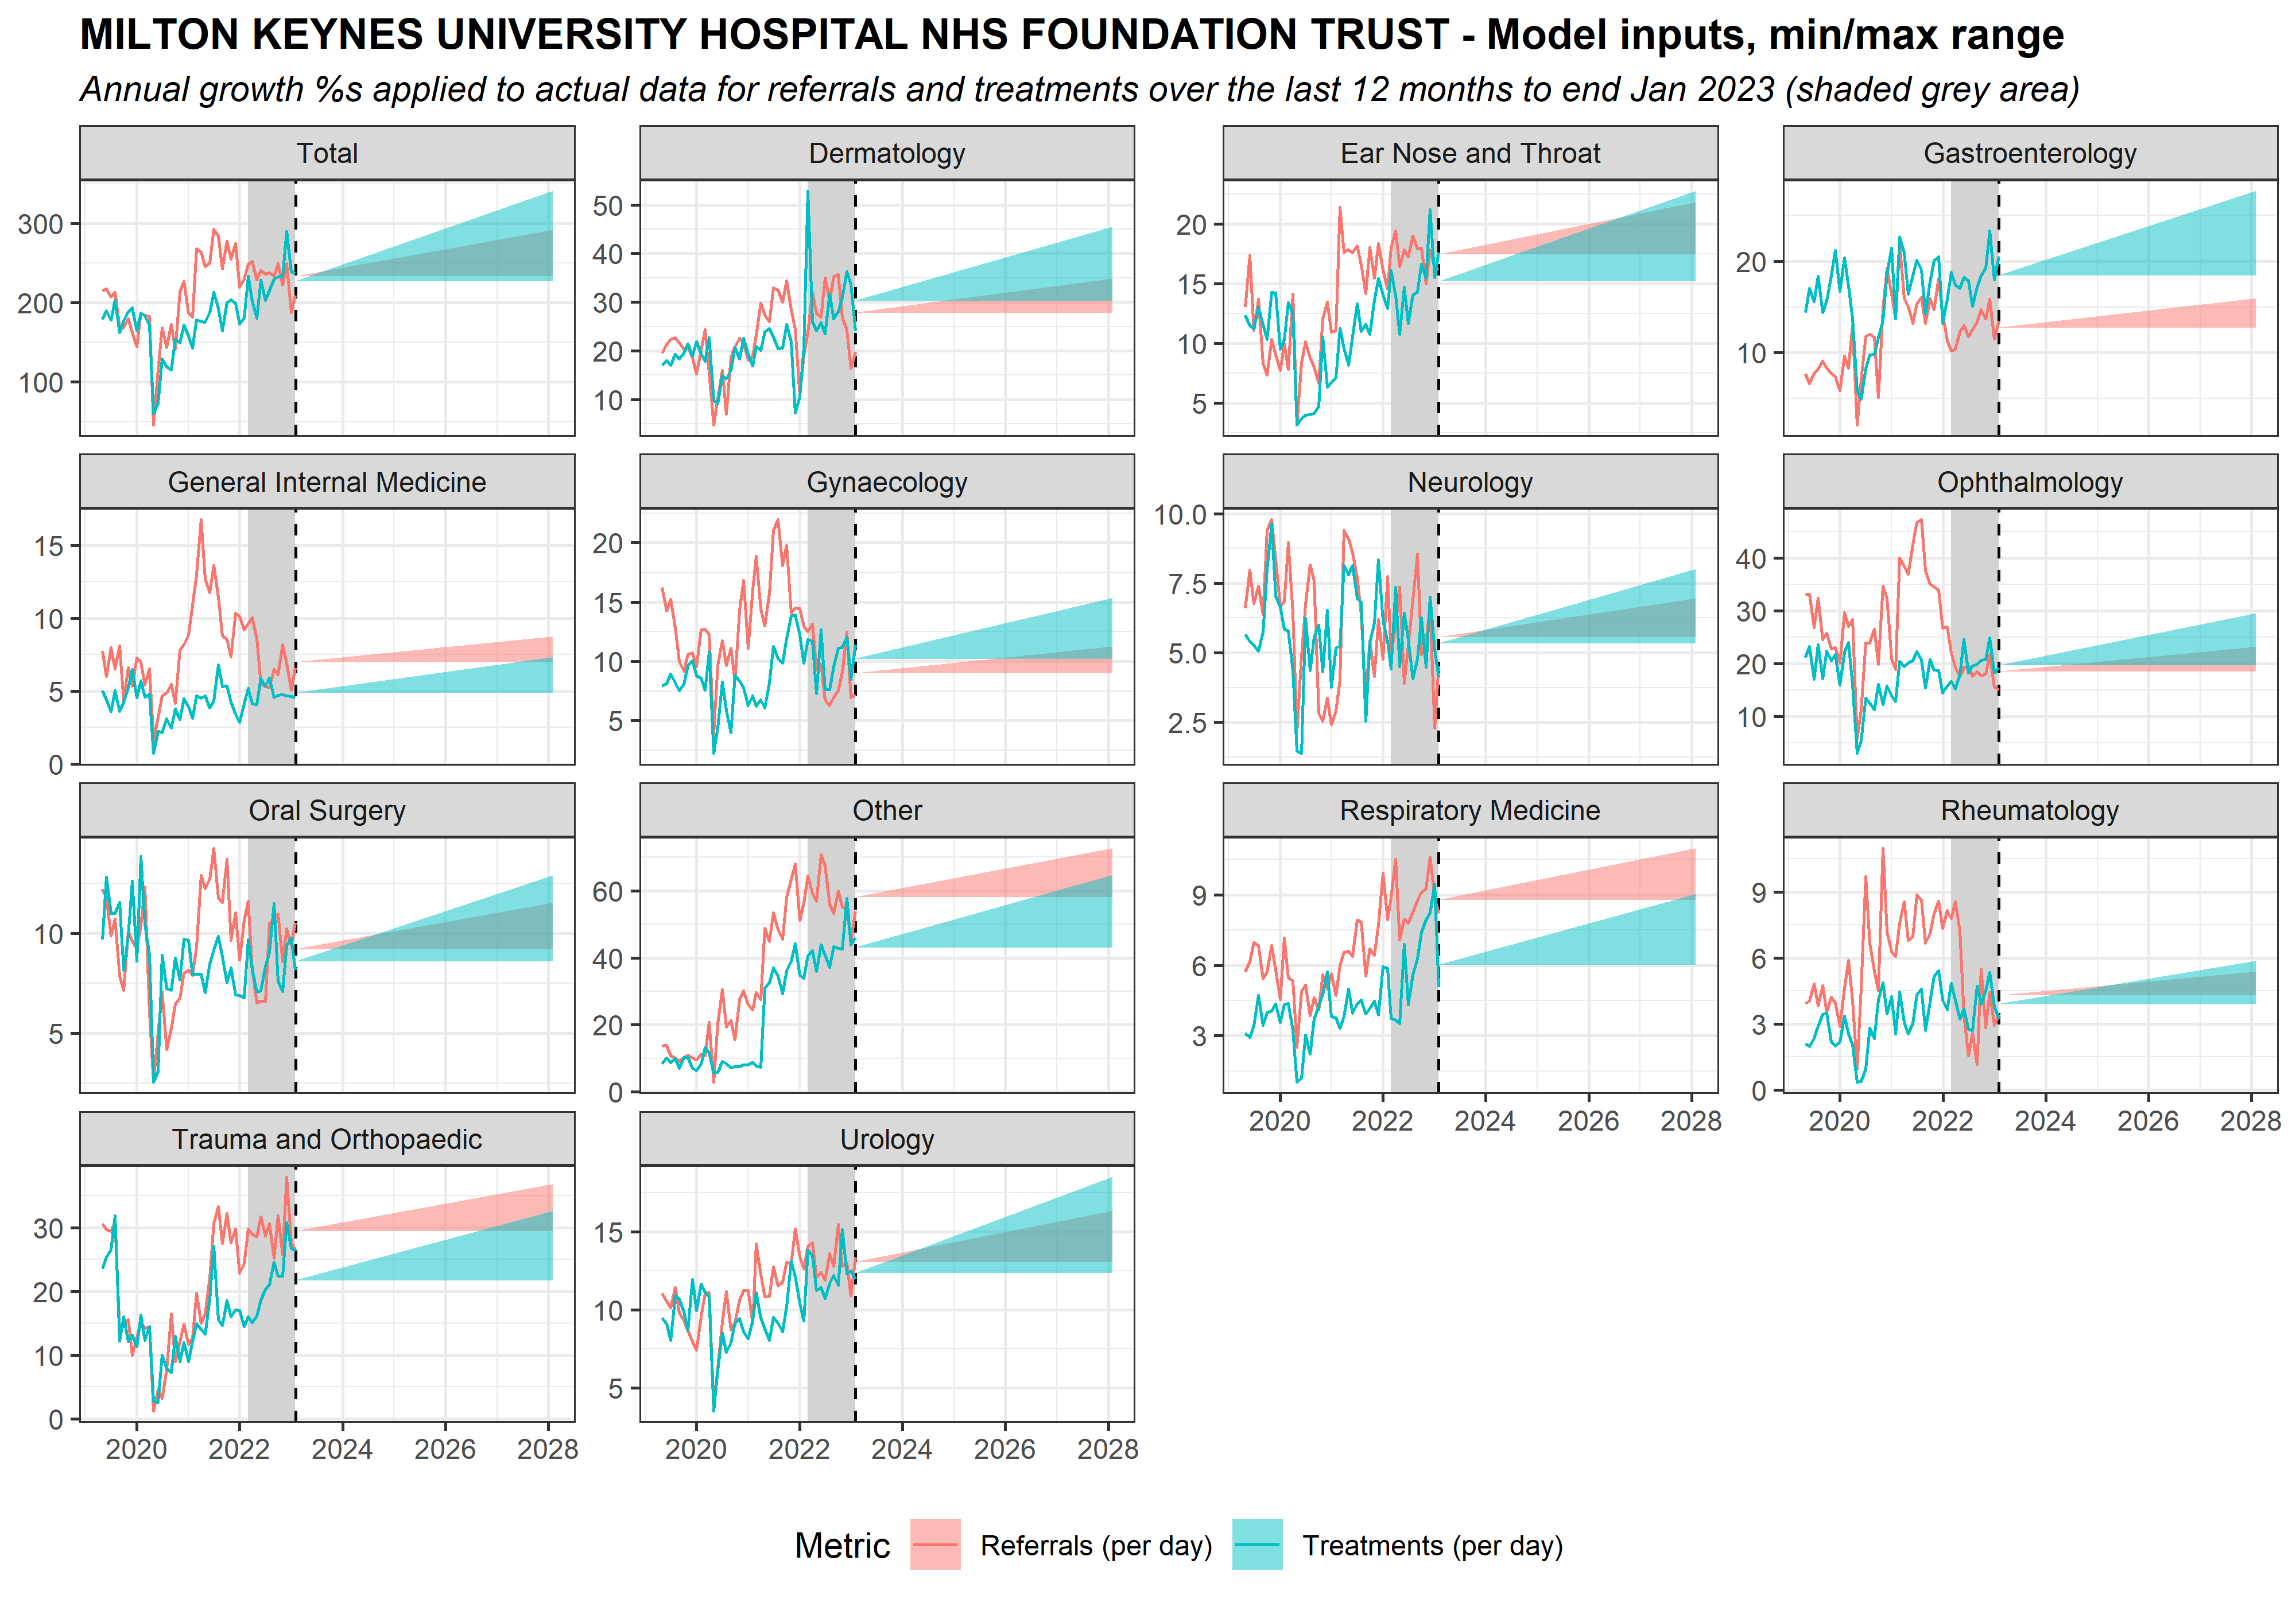 MILTON KEYNES UNIVERSITY HOSPITAL NHS FOUNDATION TRUST - Model inputs, min/max range
Annual growth %s applied to actual data for referrals and treatments over the last 12 months to end Jan 2023 (shaded grey area)
Total
300
200
100
Dermatology
50
40
30
20
10
Ear Nose and Throat
20
15
10
5
Gastroenterology
20
10
General Internal Medicine
15
10
5
0
Gynaecology
20
15
10
5
Neurology
10.0
7.5
5.0
2.5
Ophthalmology
40
30
20
10
Oral Surgery
10
5
Other
60
40
20
0
Respiratory Medicine
9
6
3
2020 2022 2024 2026 2028
Rheumatology
9
6
3
0
2020 2022 2024 2026 2028
Trauma and Orthopaedic
30
20
10
0
2020 2022 2024 2026 2028
Urology
15
10
5
2020 2022 2024 2026 2028
Metric Referrals (per day) Treatments (per day)